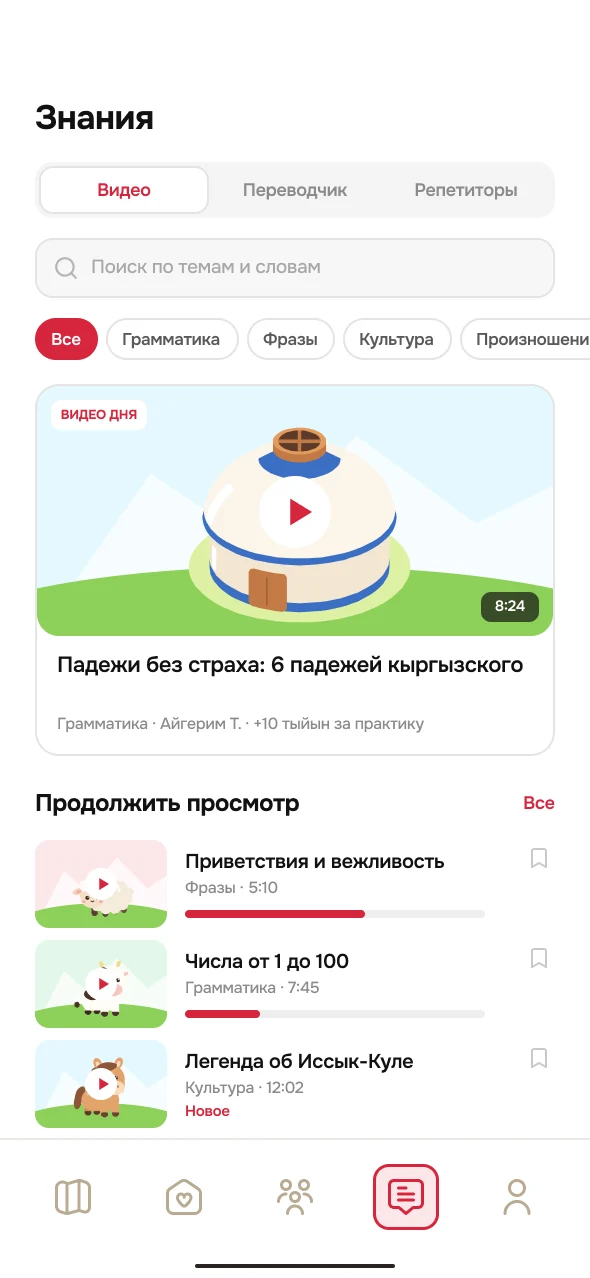 Знания
Видео
Переводчик
Репетиторы
Поиск по темам и словам
Все
Грамматика
Фразы
Культура
Произношени
ВИДЕО ДНЯ
8:24
Падежи без страха: 6 падежей кыргызского
Грамматика · Айгерим Т. · +10 тыйын за практику
Продолжить просмотр
Все
Приветствия и вежливость
Фразы · 5:10
Числа от 1 до 100
Грамматика · 7:45
Легенда об Иссык-Куле
Культура · 12:02
Новое